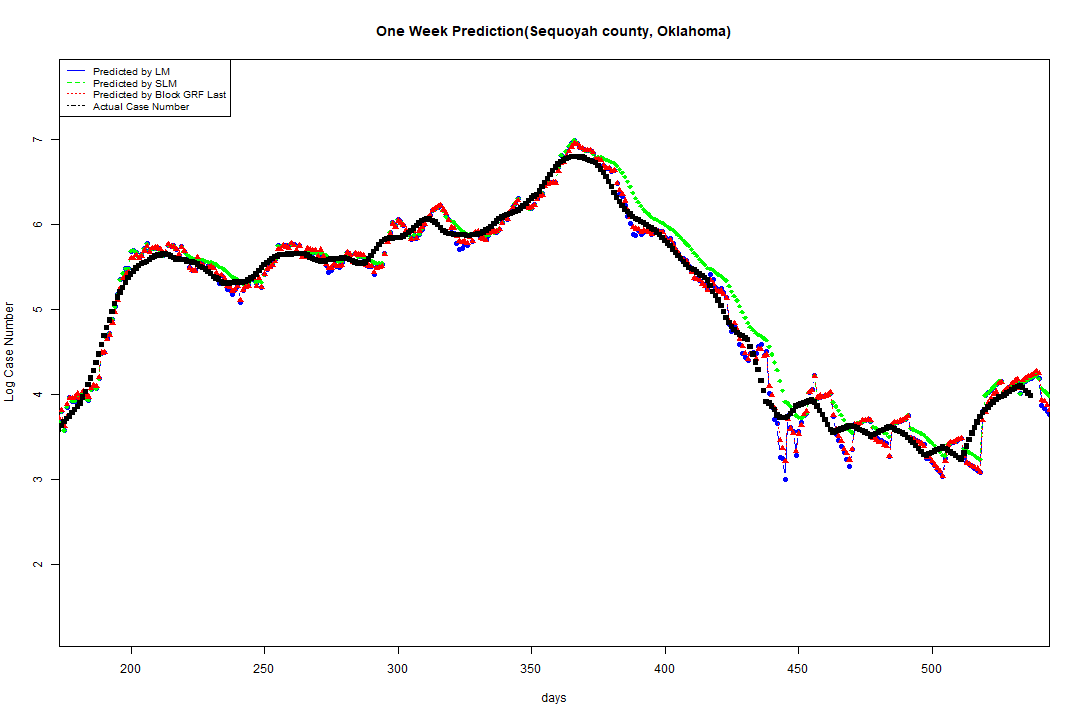 One Week Prediction(Sequoyah county, Oklahoma)
Predicted by LM
Predicted by SLM
Predicted by Block GRF Last
Actual Case Number
7
6
5
4
3
2
Log Case Number
200 250 300 350 400 450 500
days